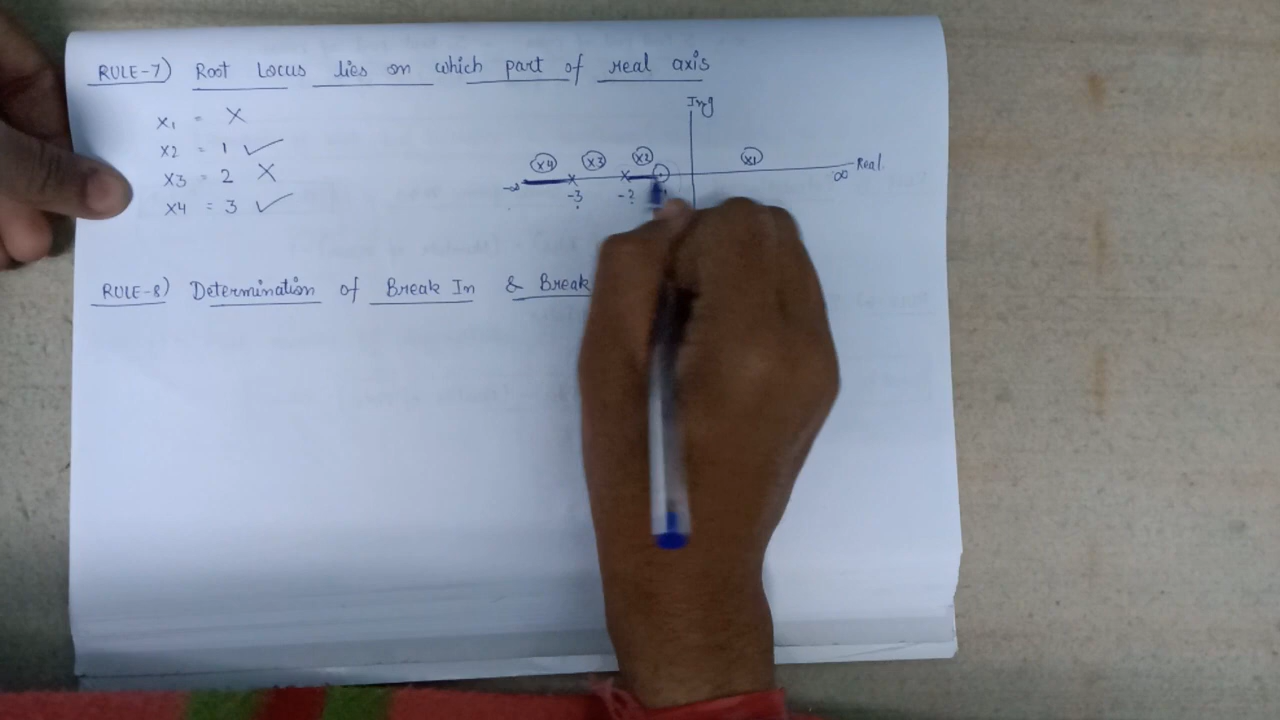 RULE-7) Root Locus lies on which part of real axis
Img
x1 = X
x2 = 1 ✓
x3 = 2 X
x4 = 3 ✓
x4 x3 x2 x1 Real
-∞ ∞
-3 -2
RULE-8) Determination of Break In & Break